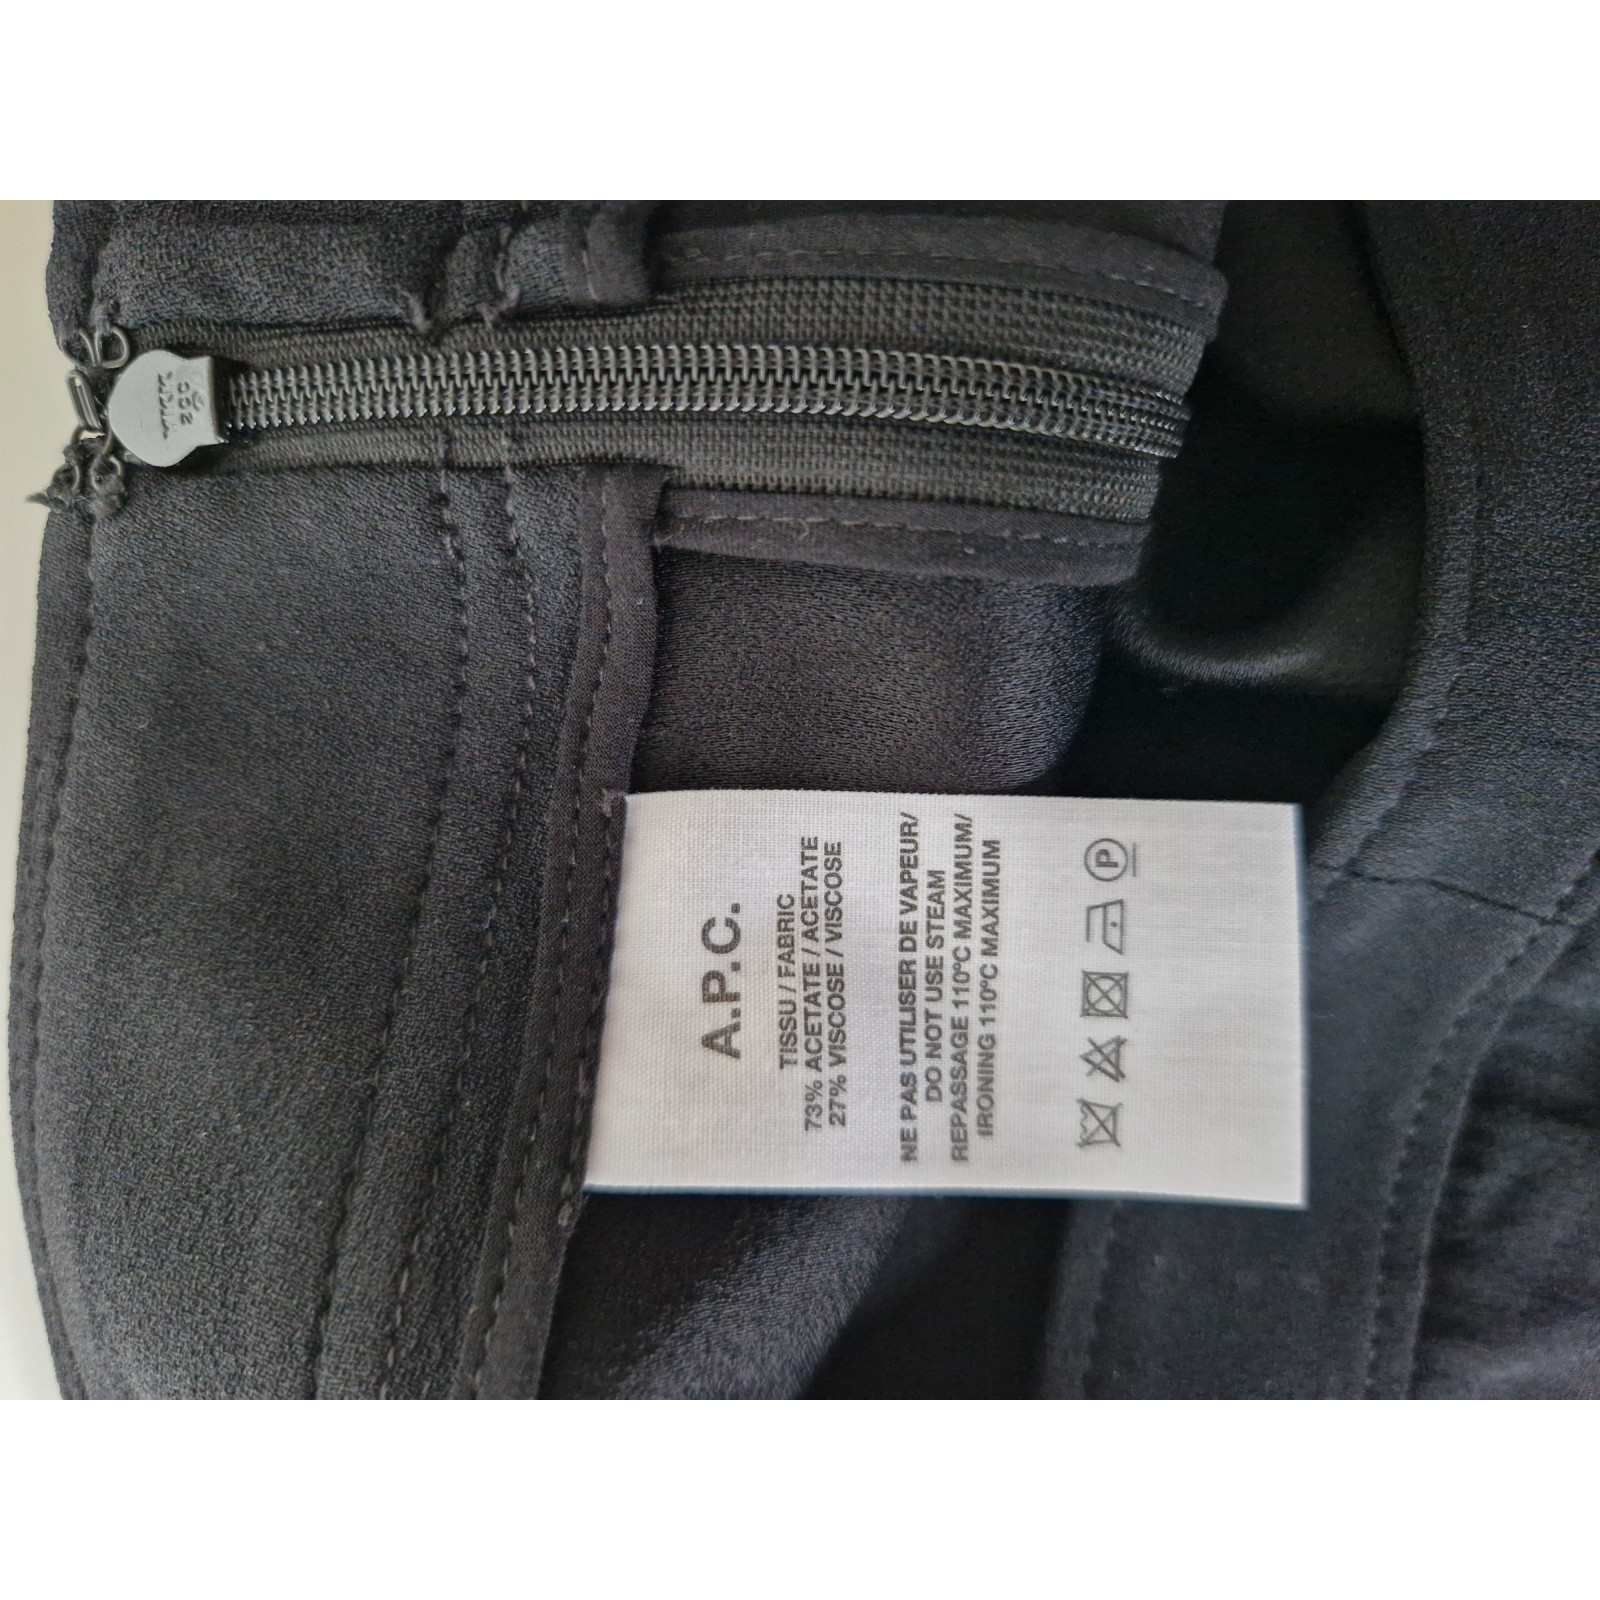 A.P.C.
TISSU / FABRIC
73% ACETATE / ACETATE
27% VISCOSE / VISCOSE
NE PAS UTILISER DE VAPEUR/
DO NOT USE STEAM
REPASSAGE 110°C MAXIMUM/
IRONING 110°C MAXIMUM
P